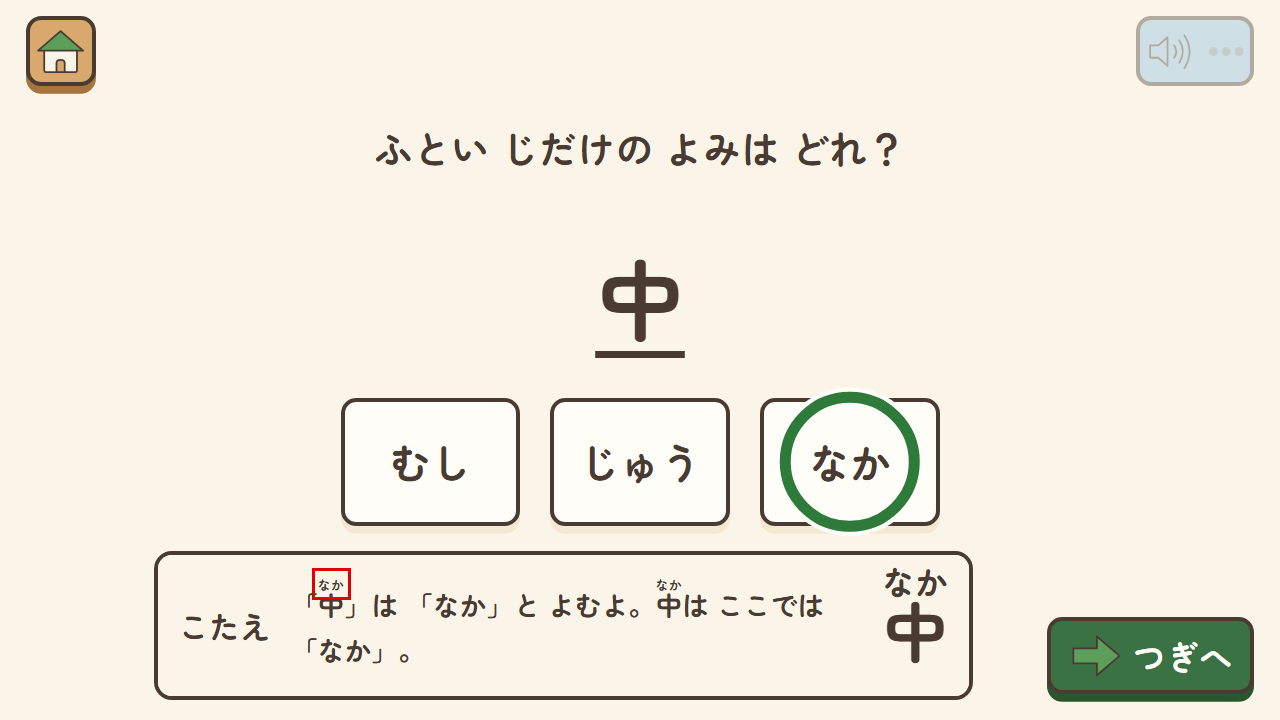 ふとい じだけの よみは どれ？
中
むし
じゅう
なか
こたえ
なか なか
「中」は 「なか」と よむよ。中は ここでは
「なか」。
なか
中
つぎへ